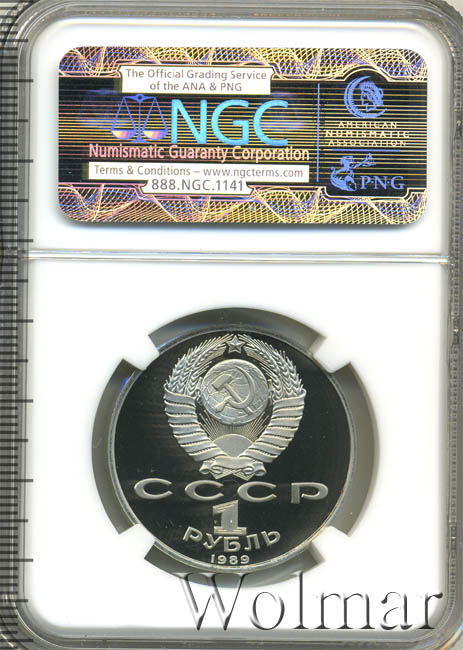 The Official Grading Service
of the ANA & PNG
NGC
Numismatic Guaranty Corporation
Terms & Conditions – www.ngcterms.com
888.NGC.1141
AMERICAN
NUMISMATIC
ASSOCIATION
PNG
СССР
1
РУБЛЬ
1989
Wolmar